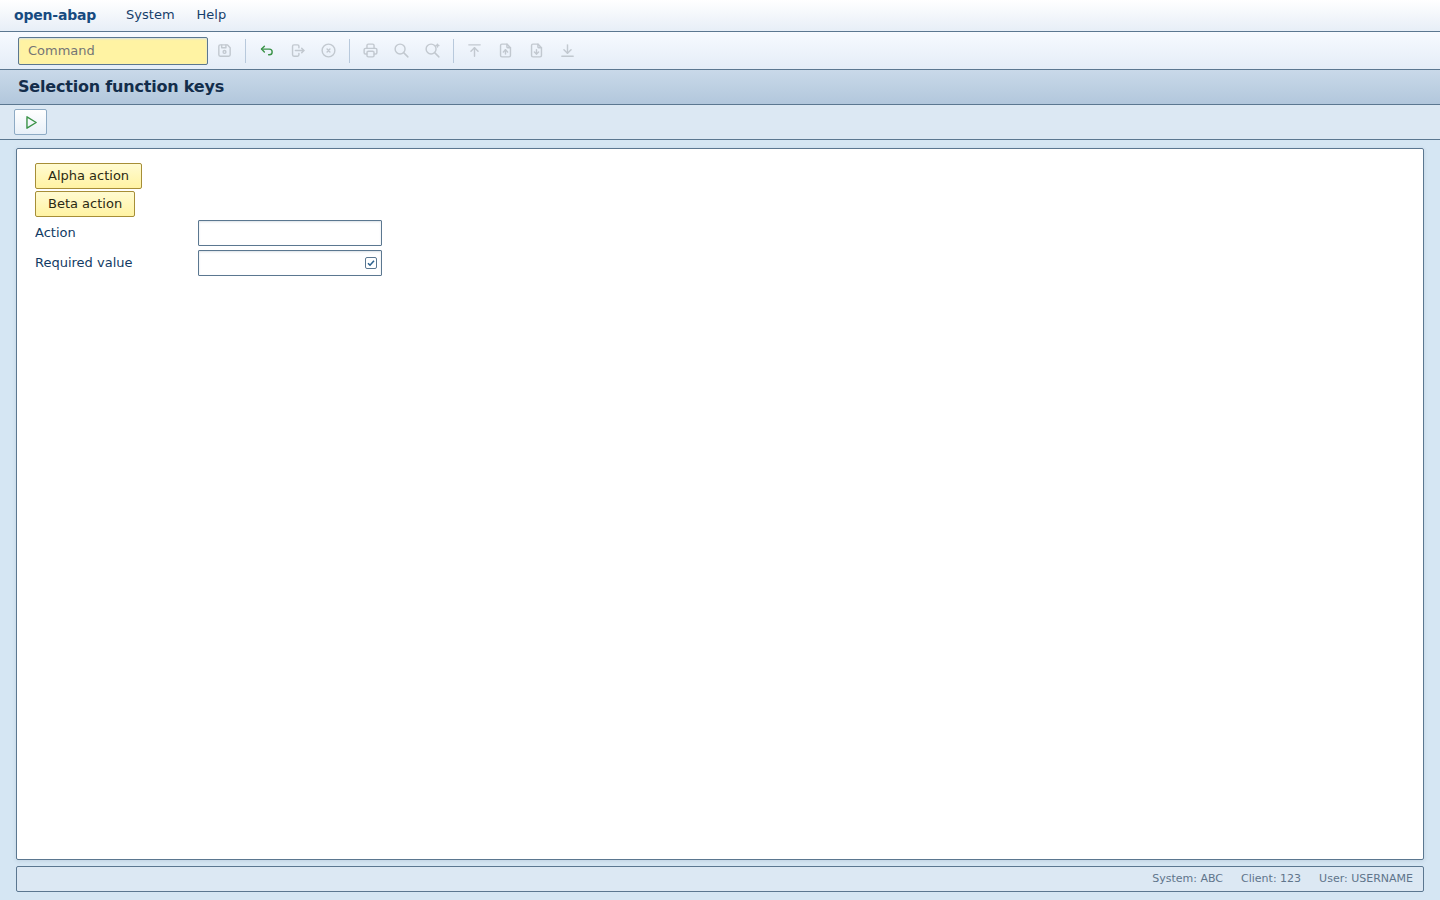 open-abap System Help
Command
Selection function keys
Alpha action
Beta action
Action
Required value
System: ABC Client: 123 User: USERNAME